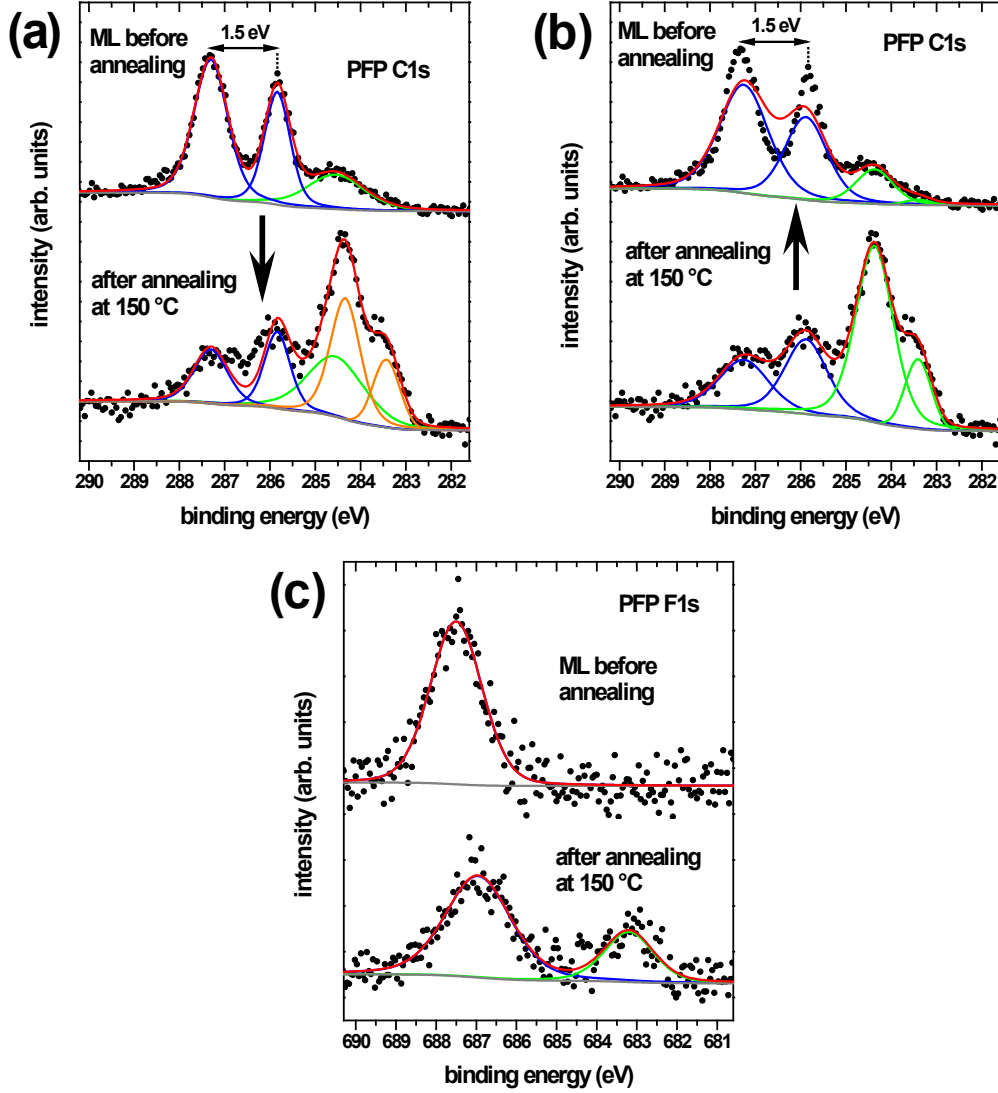 (a)
ML before
annealing
1.5 eV
PFP C1s
after annealing
at 150 °C
intensity (arb. units)
290 289 288 287 286 285 284 283 282
binding energy (eV)
(b)
ML before
annealing
1.5 eV
PFP C1s
after annealing
at 150 °C
intensity (arb. units)
290 289 288 287 286 285 284 283 282
binding energy (eV)
(c)
PFP F1s
ML before
annealing
after annealing
at 150 °C
intensity (arb. units)
690 689 688 687 686 685 684 683 682 681
binding energy (eV)